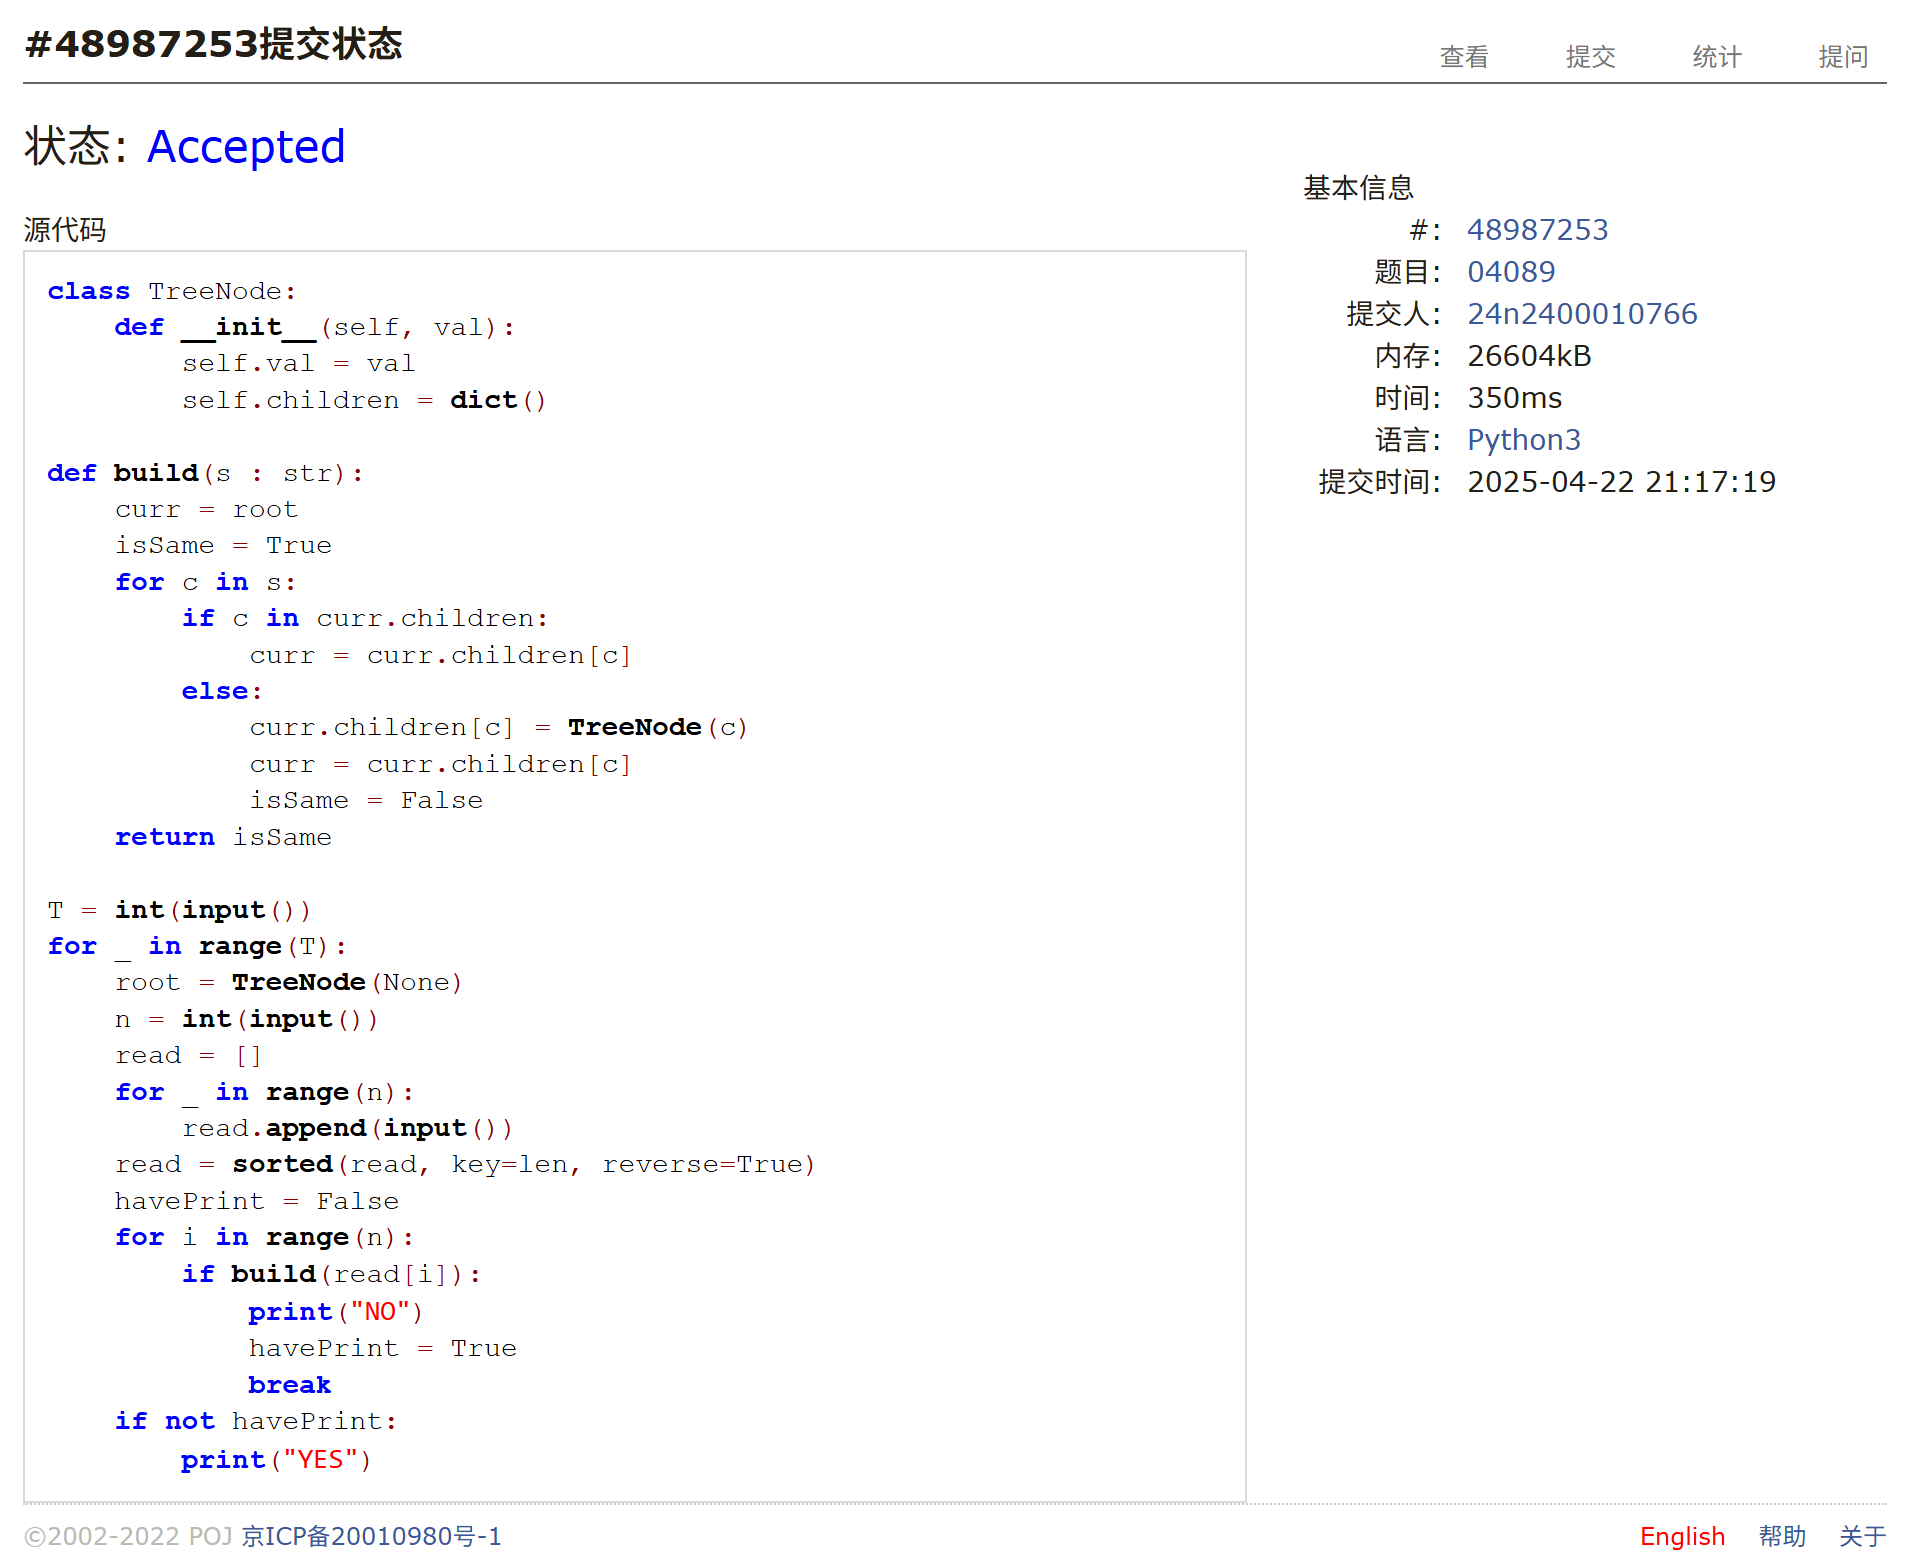 #48987253提交状态
查看 提交 统计 提问
状态: Accepted
源代码
class TreeNode:
    def __init__(self, val):
        self.val = val
        self.children = dict()

def build(s : str):
    curr = root
    isSame = True
    for c in s:
        if c in curr.children:
            curr = curr.children[c]
        else:
            curr.children[c] = TreeNode(c)
            curr = curr.children[c]
            isSame = False
    return isSame

T = int(input())
for _ in range(T):
    root = TreeNode(None)
    n = int(input())
    read = []
    for _ in range(n):
        read.append(input())
    read = sorted(read, key=len, reverse=True)
    havePrint = False
    for i in range(n):
        if build(read[i]):
            print("NO")
            havePrint = True
            break
    if not havePrint:
        print("YES")
基本信息
#: 48987253
题目: 04089
提交人: 24n2400010766
内存: 26604kB
时间: 350ms
语言: Python3
提交时间: 2025-04-22 21:17:19
©2002-2022 POJ 京ICP备20010980号-1
English 帮助 关于